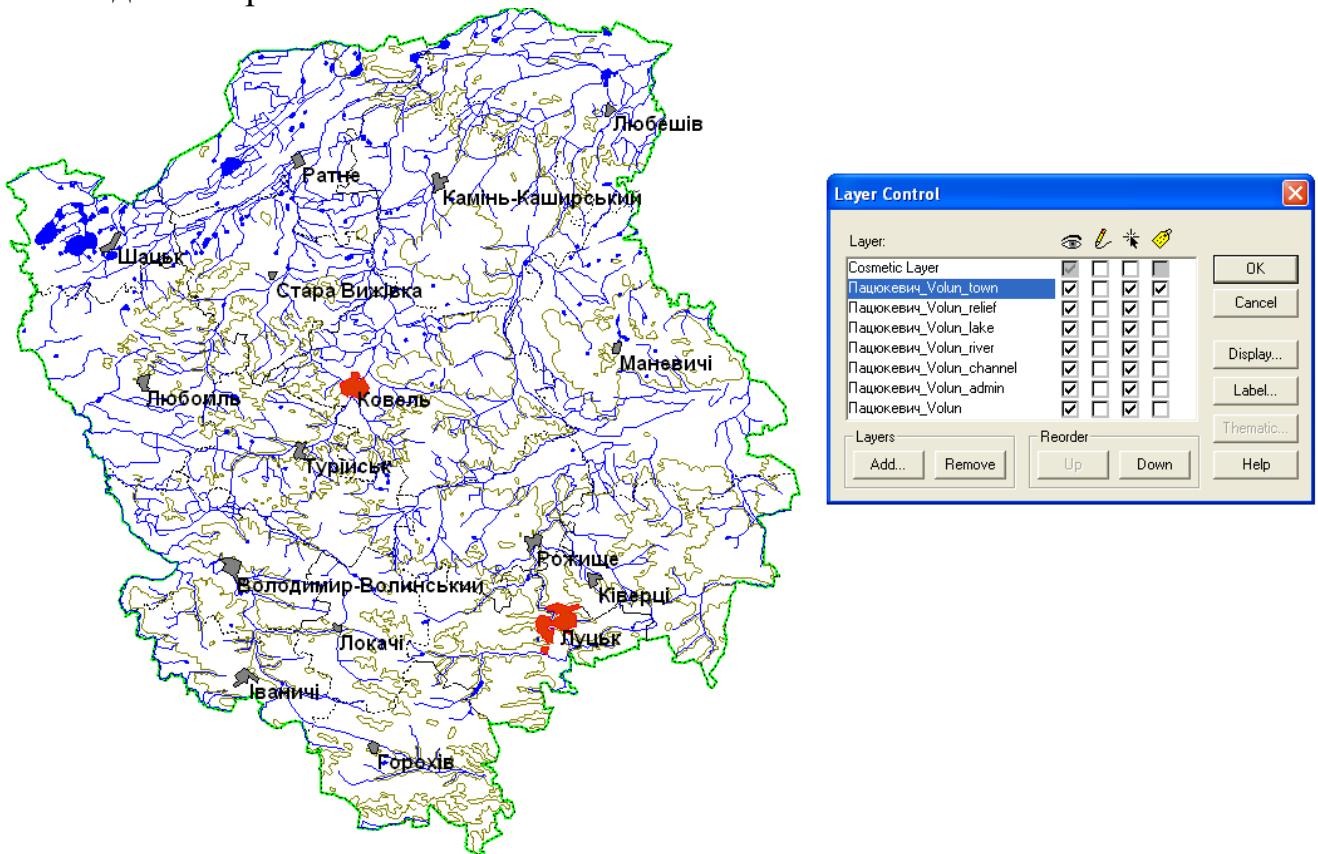 Любешів
Ратне
Камінь-Каширський
Шацьк
Стара Вижівка
Маневичі
Любомль
Ковель
Турійськ
Рожище
Володимир-Волинський
Ківерці
Луцьк
Локачі
Іваничі
Горохів
Layer Control
Layer:
Cosmetic Layer
Пацюкевич_Volun_town
Пацюкевич_Volun_relief
Пацюкевич_Volun_lake
Пацюкевич_Volun_river
Пацюкевич_Volun_channel
Пацюкевич_Volun_admin
Пацюкевич_Volun
OK
Cancel
Display...
Label...
Thematic...
Help
Layers
Add...
Remove
Reorder
Up
Down